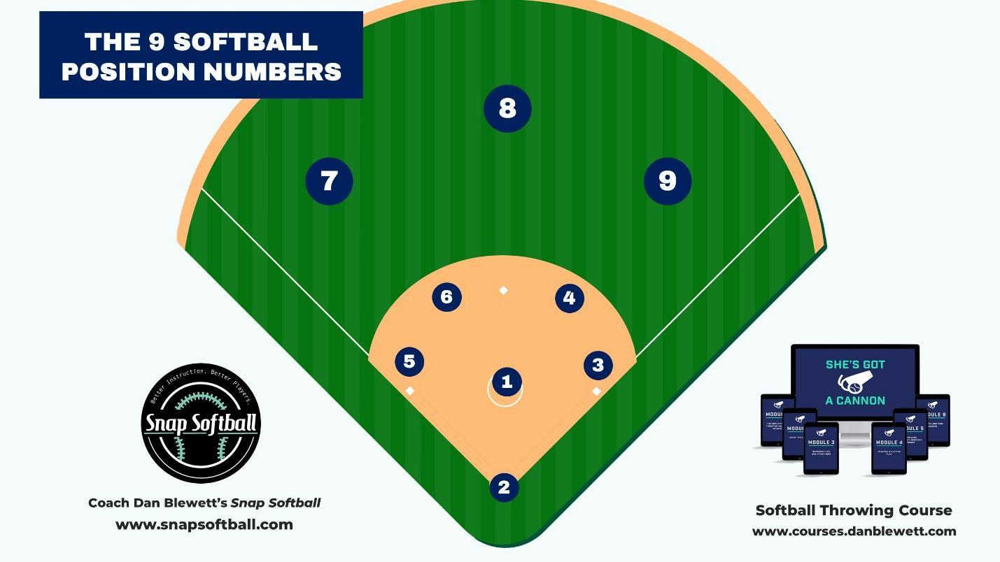 THE 9 SOFTBALL
POSITION NUMBERS
8
7
9
6
4
5
3
1
2
Better Instruction. Better Players.
Snap Softball
Coach Dan Blewett's Snap Softball
www.snapsoftball.com
SHE'S GOT
A CANNON
MODULE 3
MODULE 4
Softball Throwing Course
www.courses.danblewett.com